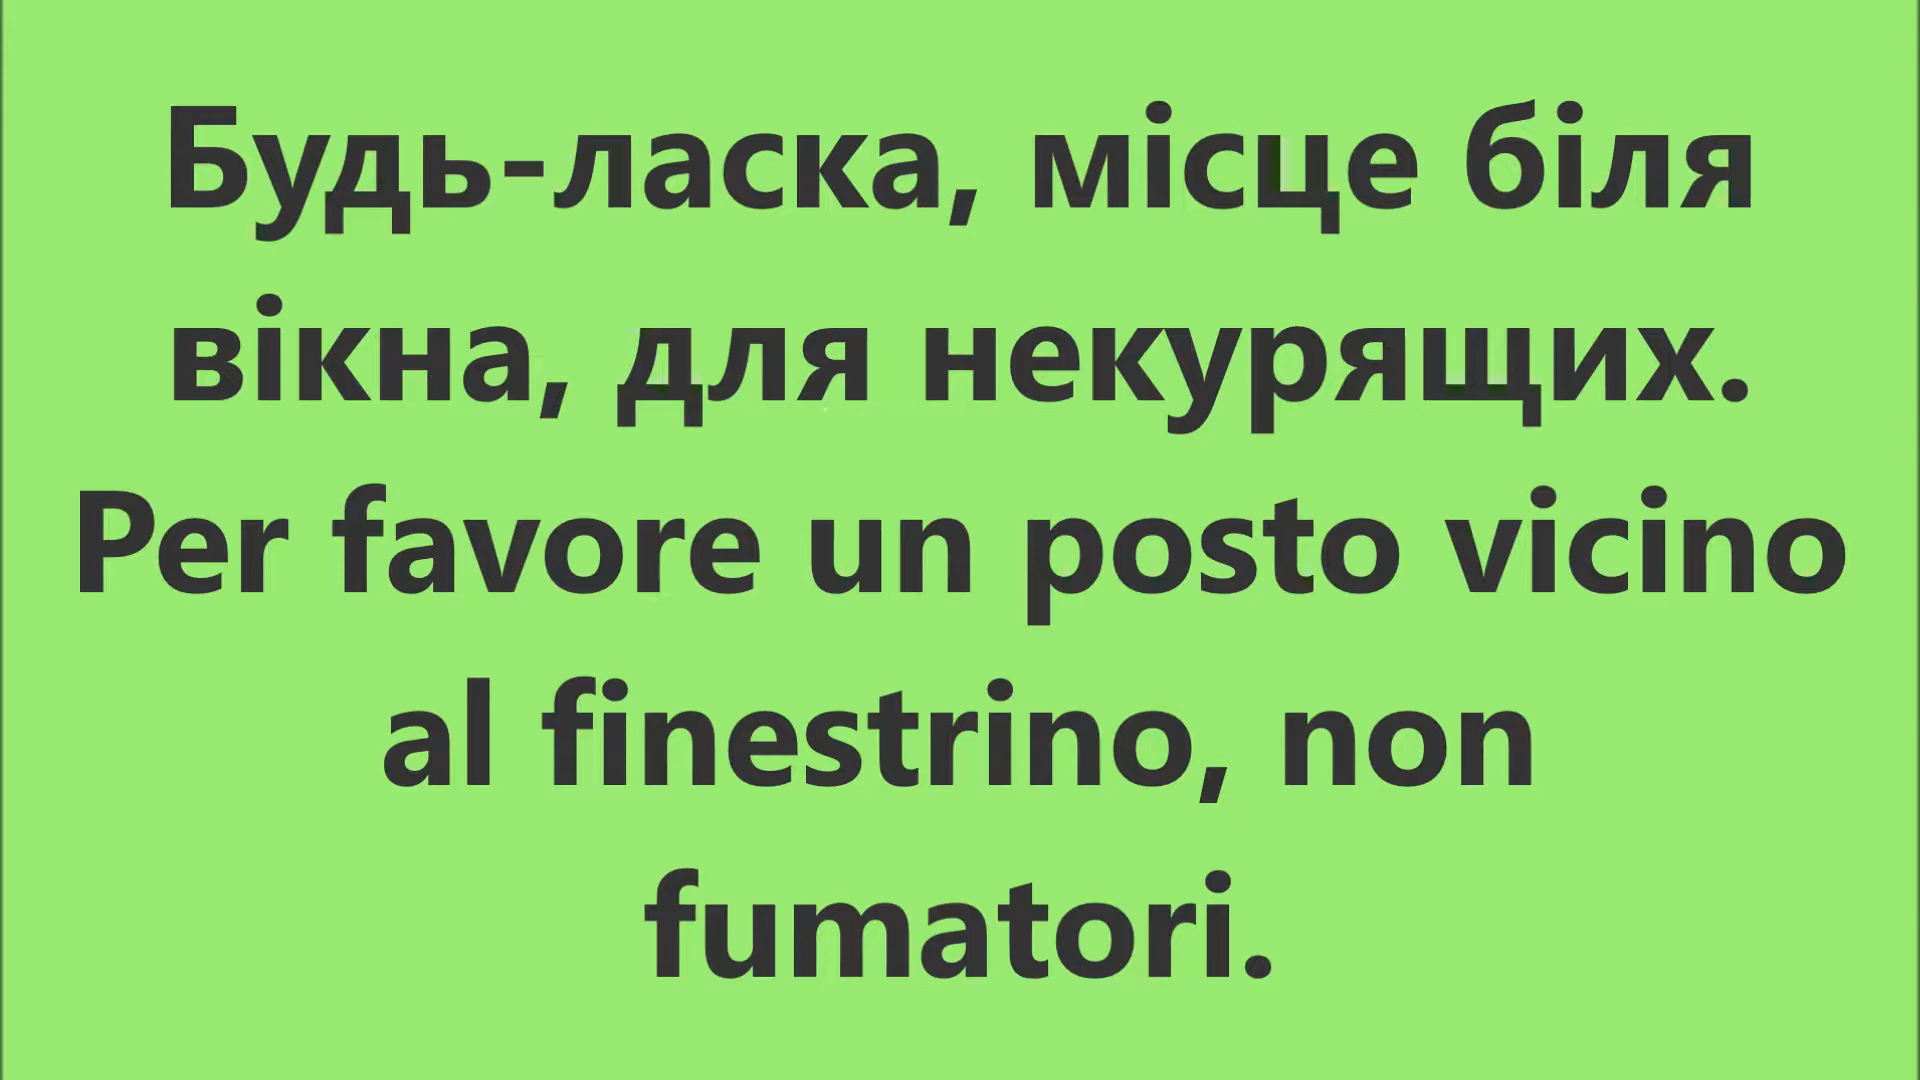 Будь-ласка, місце біля
вікна, для некурящих.
Per favore un posto vicino
al finestrino, non
fumatori.